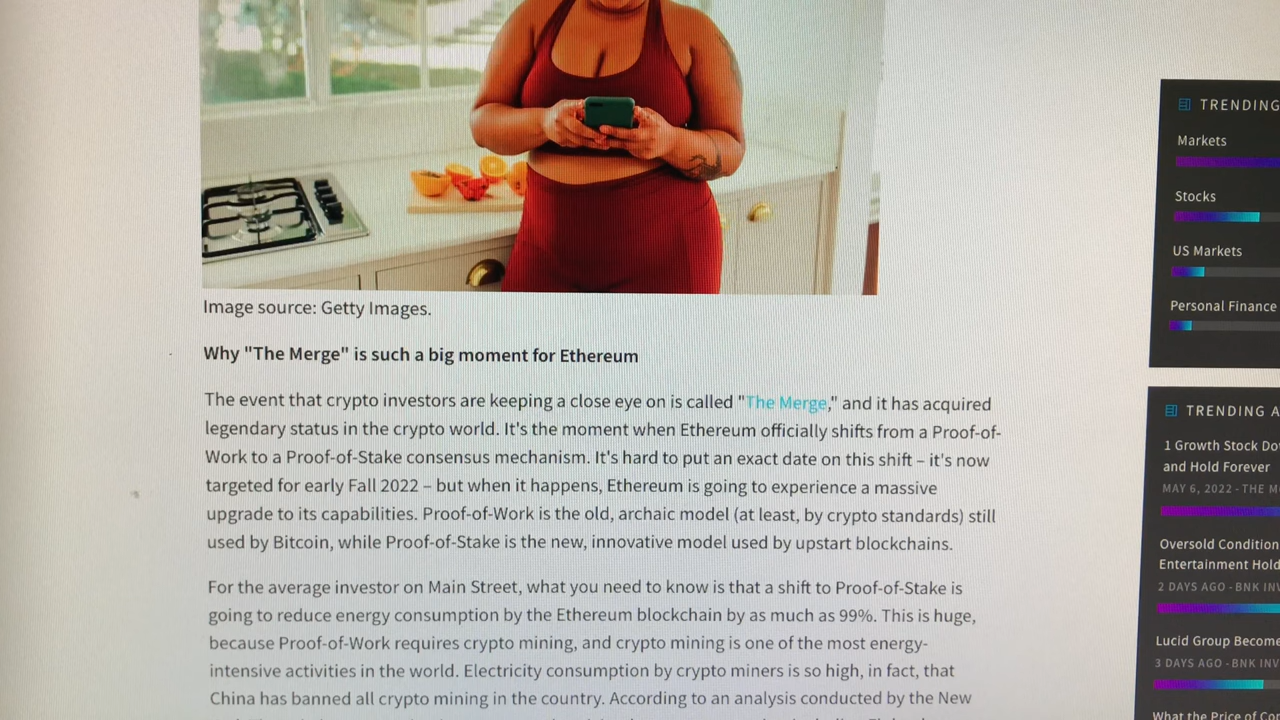 Image source: Getty Images.
Why "The Merge" is such a big moment for Ethereum
The event that crypto investors are keeping a close eye on is called "The Merge," and it has acquired
legendary status in the crypto world. It's the moment when Ethereum officially shifts from a Proof-of-
Work to a Proof-of-Stake consensus mechanism. It's hard to put an exact date on this shift – it's now
targeted for early Fall 2022 – but when it happens, Ethereum is going to experience a massive
upgrade to its capabilities. Proof-of-Work is the old, archaic model (at least, by crypto standards) still
used by Bitcoin, while Proof-of-Stake is the new, innovative model used by upstart blockchains.
For the average investor on Main Street, what you need to know is that a shift to Proof-of-Stake is
going to reduce energy consumption by the Ethereum blockchain by as much as 99%. This is huge,
because Proof-of-Work requires crypto mining, and crypto mining is one of the most energy-
intensive activities in the world. Electricity consumption by crypto miners is so high, in fact, that
China has banned all crypto mining in the country. According to an analysis conducted by the New
TRENDING
Markets
Stocks
US Markets
Personal Finance
TRENDING A
1 Growth Stock Do
and Hold Forever
MAY 6, 2022 - THE M
Oversold Condition
Entertainment Hold
2 DAYS AGO - BNK INV
Lucid Group Become
3 DAYS AGO - BNK INV
What the Price of Co